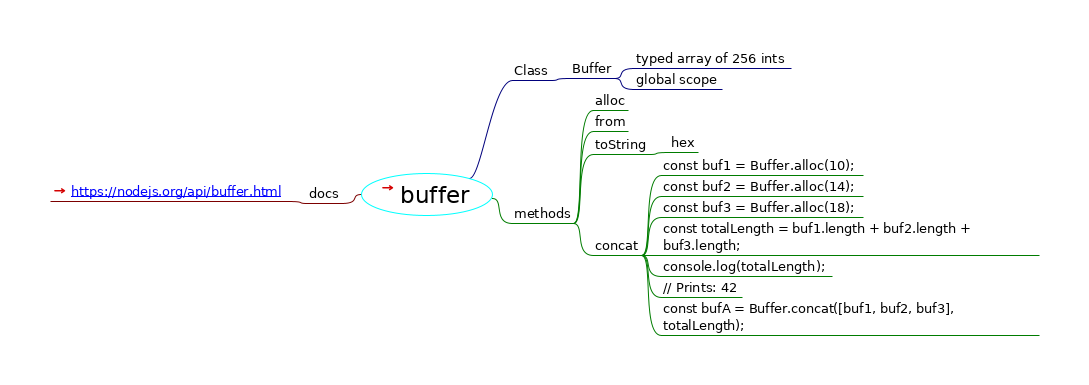 buffer
docs
https://nodejs.org/api/buffer.html
Class
Buffer
typed array of 256 ints
global scope
methods
alloc
from
toString
hex
concat
const buf1 = Buffer.alloc(10);
const buf2 = Buffer.alloc(14);
const buf3 = Buffer.alloc(18);
const totalLength = buf1.length + buf2.length +
buf3.length;
console.log(totalLength);
// Prints: 42
const bufA = Buffer.concat([buf1, buf2, buf3],
totalLength);